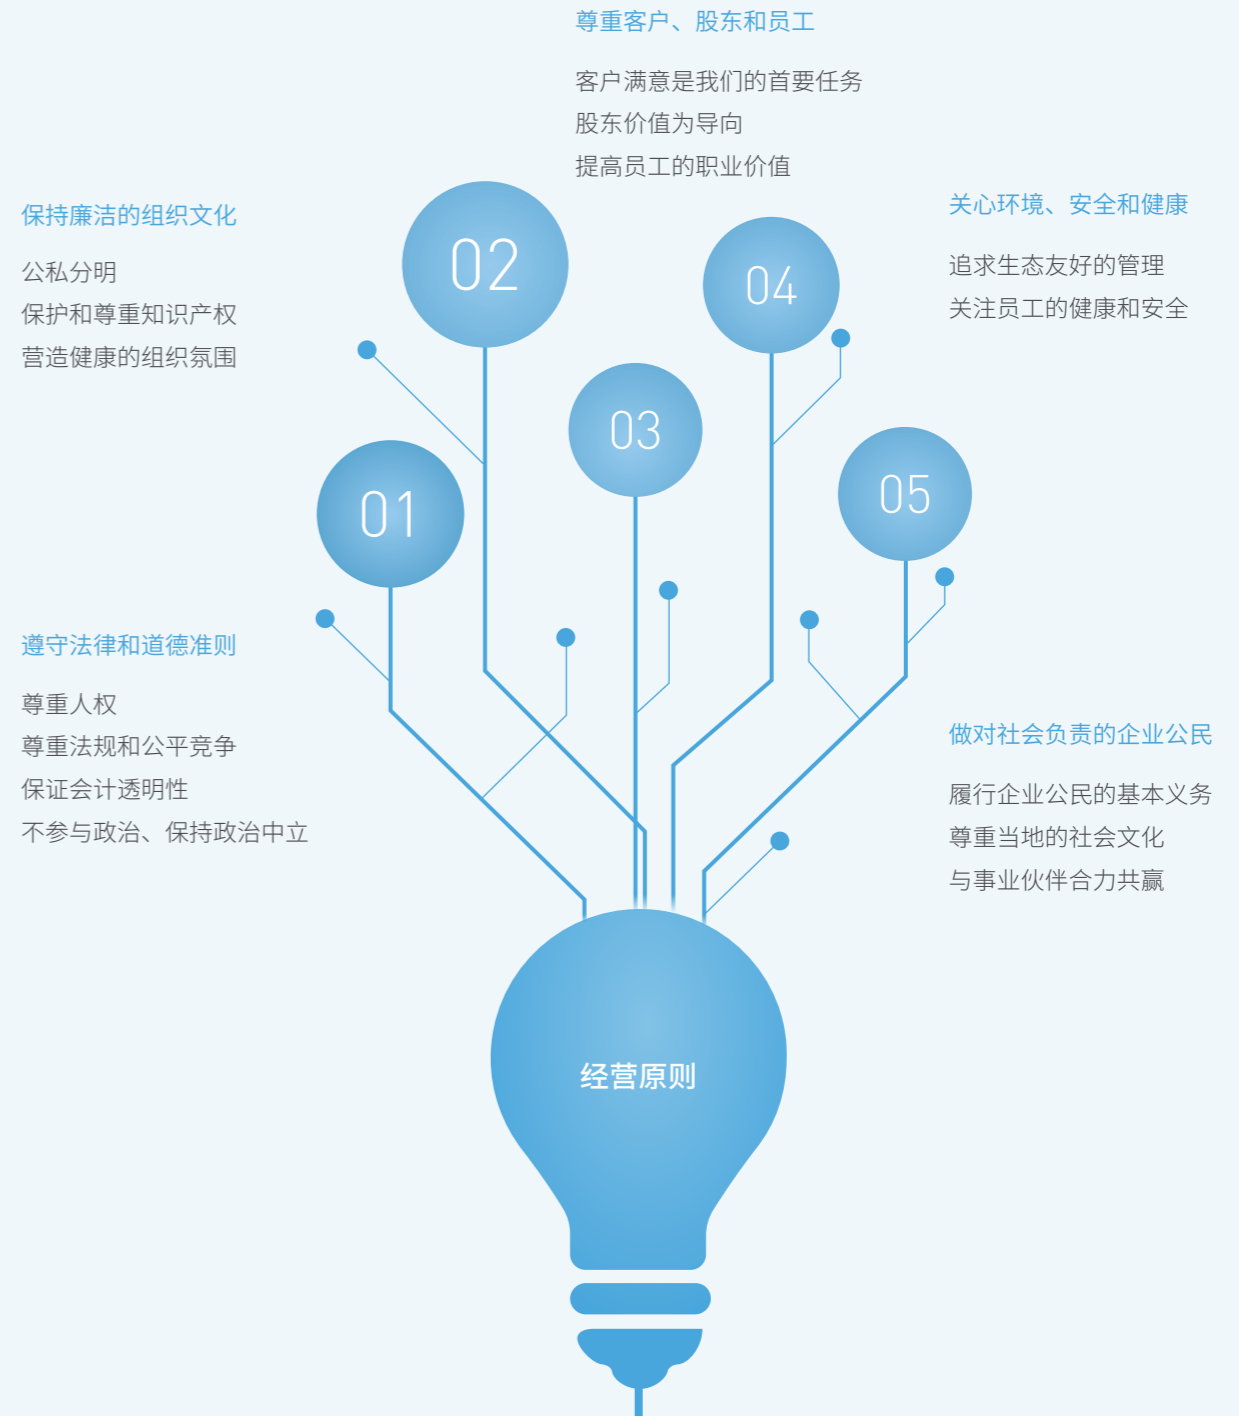 尊重客户、股东和员工
客户满意是我们的首要任务
股东价值为导向
提高员工的职业价值
保持廉洁的组织文化
公私分明
保护和尊重知识产权
营造健康的组织氛围
关心环境、安全和健康
追求生态友好的管理
关注员工的健康和安全
02
04
03
01
05
遵守法律和道德准则
尊重人权
尊重法规和公平竞争
保证会计透明性
不参与政治、保持政治中立
做对社会负责的企业公民
履行企业公民的基本义务
尊重当地的社会文化
与事业伙伴合力共赢
经营原则